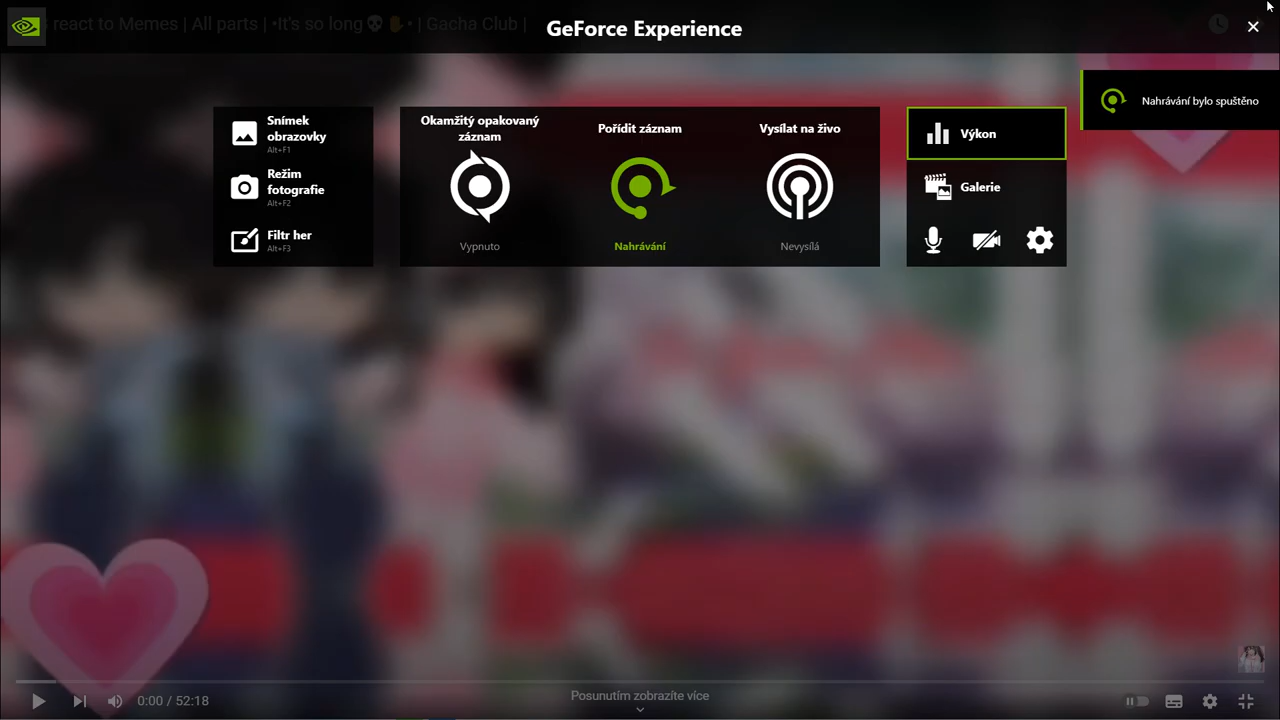 react to Memes | All parts | •It's so long💀✋• | Gacha Club |
GeForce Experience
Nahrávání bylo spuštěno
Snímek
obrazovky
Alt+F1
Režim
fotografie
Alt+F2
Filtr her
Alt+F3
Okamžitý opakovaný
záznam
Vypnuto
Pořídit záznam
Nahrávání
Vysílat na živo
Nevysílá
Výkon
Galerie
Posunutím zobrazíte více
0:00 / 52:18